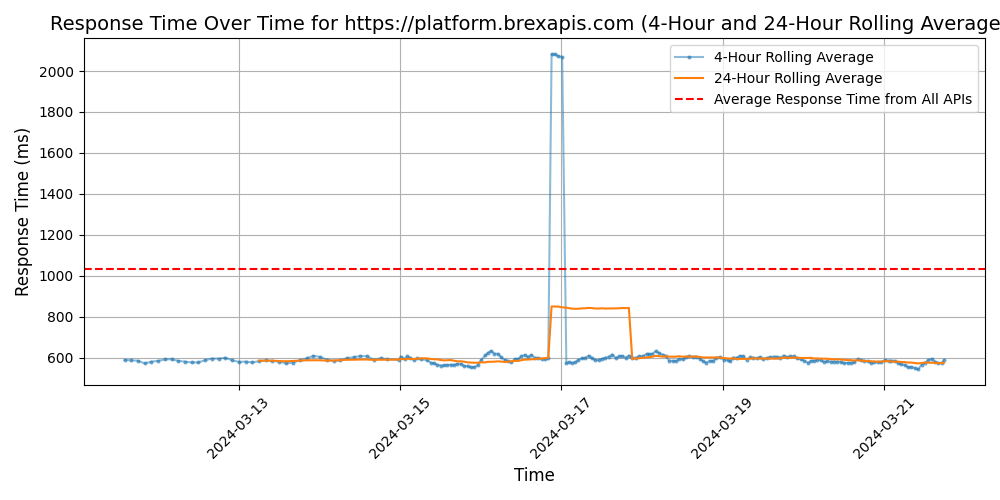 Response Time Over Time for https://platform.brexapis.com (4-Hour and 24-Hour Rolling Average
4-Hour Rolling Average
24-Hour Rolling Average
Average Response Time from All APIs
Response Time (ms)
2000
1800
1600
1400
1200
1000
800
600
2024-03-13
2024-03-15
2024-03-17
2024-03-19
2024-03-21
Time